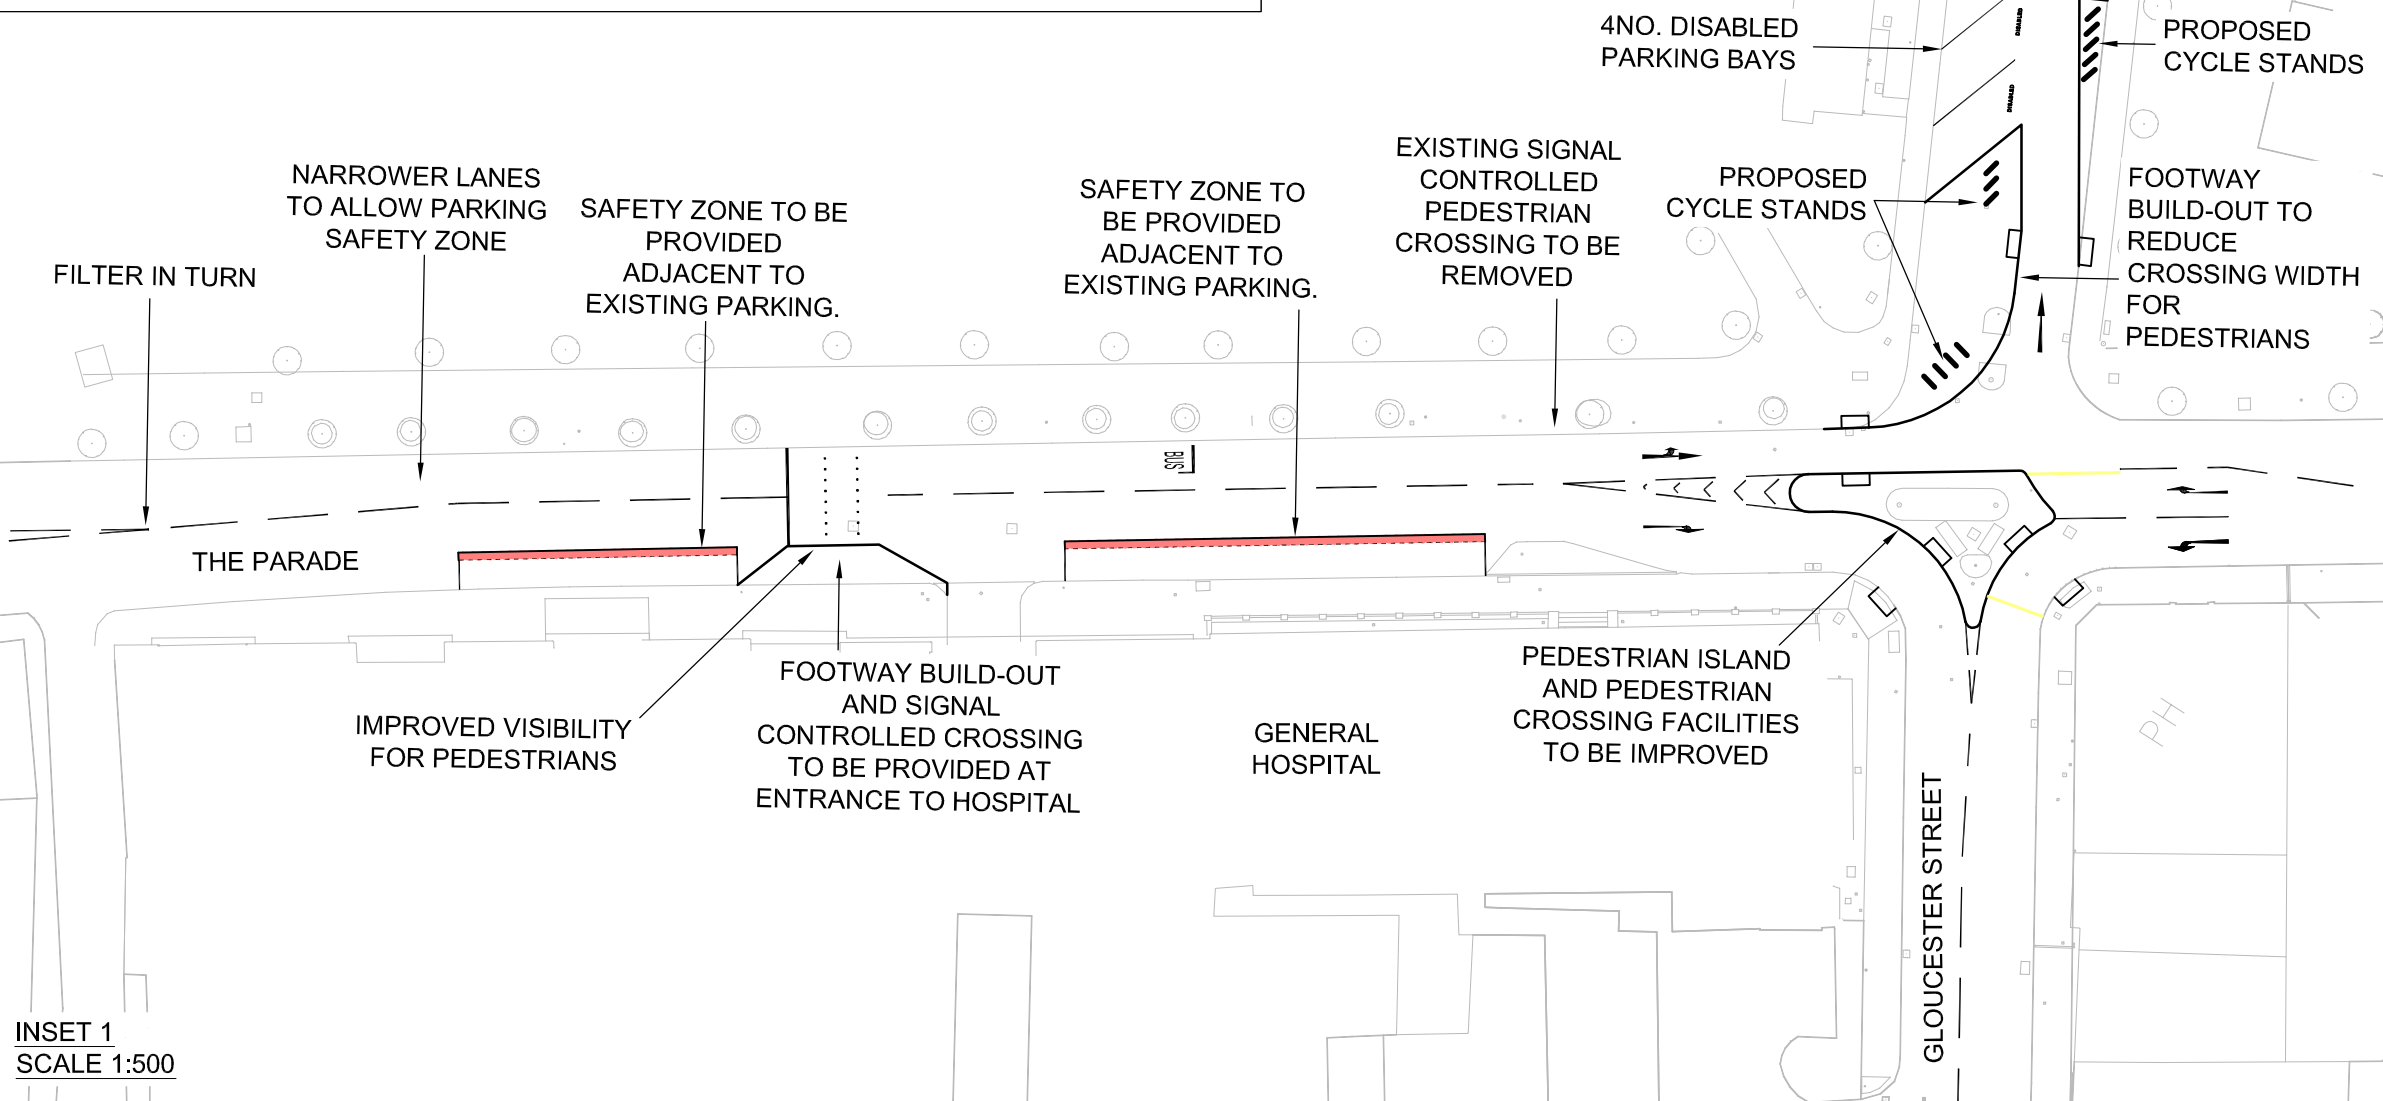 4NO. DISABLED
PARKING BAYS
DISABLED
DISABLED
PROPOSED
CYCLE STANDS
NARROWER LANES
TO ALLOW PARKING
SAFETY ZONE
SAFETY ZONE TO BE
PROVIDED
ADJACENT TO
EXISTING PARKING.
SAFETY ZONE TO
BE PROVIDED
ADJACENT TO
EXISTING PARKING.
EXISTING SIGNAL
CONTROLLED
PEDESTRIAN
CROSSING TO BE
REMOVED
PROPOSED
CYCLE STANDS
FOOTWAY
BUILD-OUT TO
REDUCE
CROSSING WIDTH
FOR
PEDESTRIANS
FILTER IN TURN
BUS
THE PARADE
IMPROVED VISIBILITY
FOR PEDESTRIANS
FOOTWAY BUILD-OUT
AND SIGNAL
CONTROLLED CROSSING
TO BE PROVIDED AT
ENTRANCE TO HOSPITAL
GENERAL
HOSPITAL
PEDESTRIAN ISLAND
AND PEDESTRIAN
CROSSING FACILITIES
TO BE IMPROVED
PH
GLOUCESTER STREET
INSET 1
SCALE 1:500